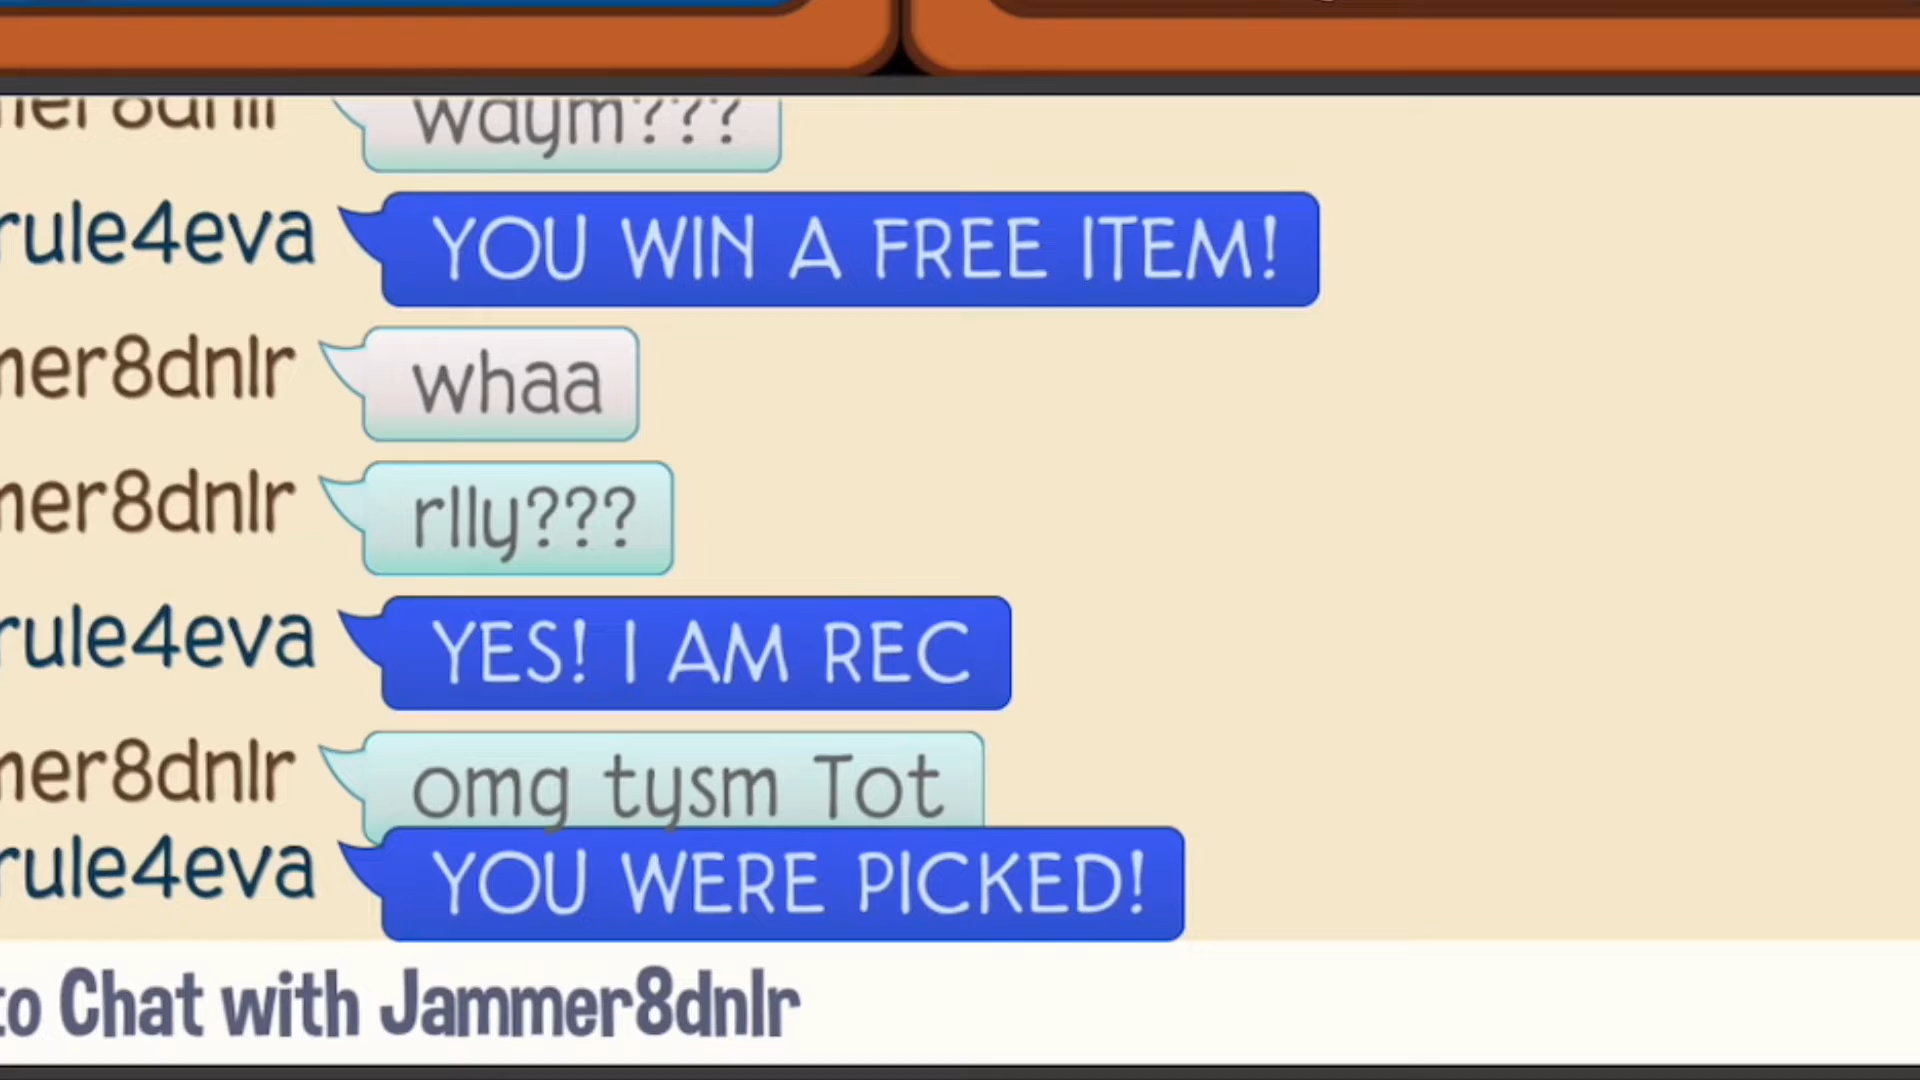 mer8dnlr waym???
rule4eva YOU WIN A FREE ITEM!
mer8dnlr whaa
mer8dnlr rlly???
rule4eva YES! I AM REC
mer8dnlr omg tysm Tot
rule4eva YOU WERE PICKED!
to Chat with Jammer8dnlr